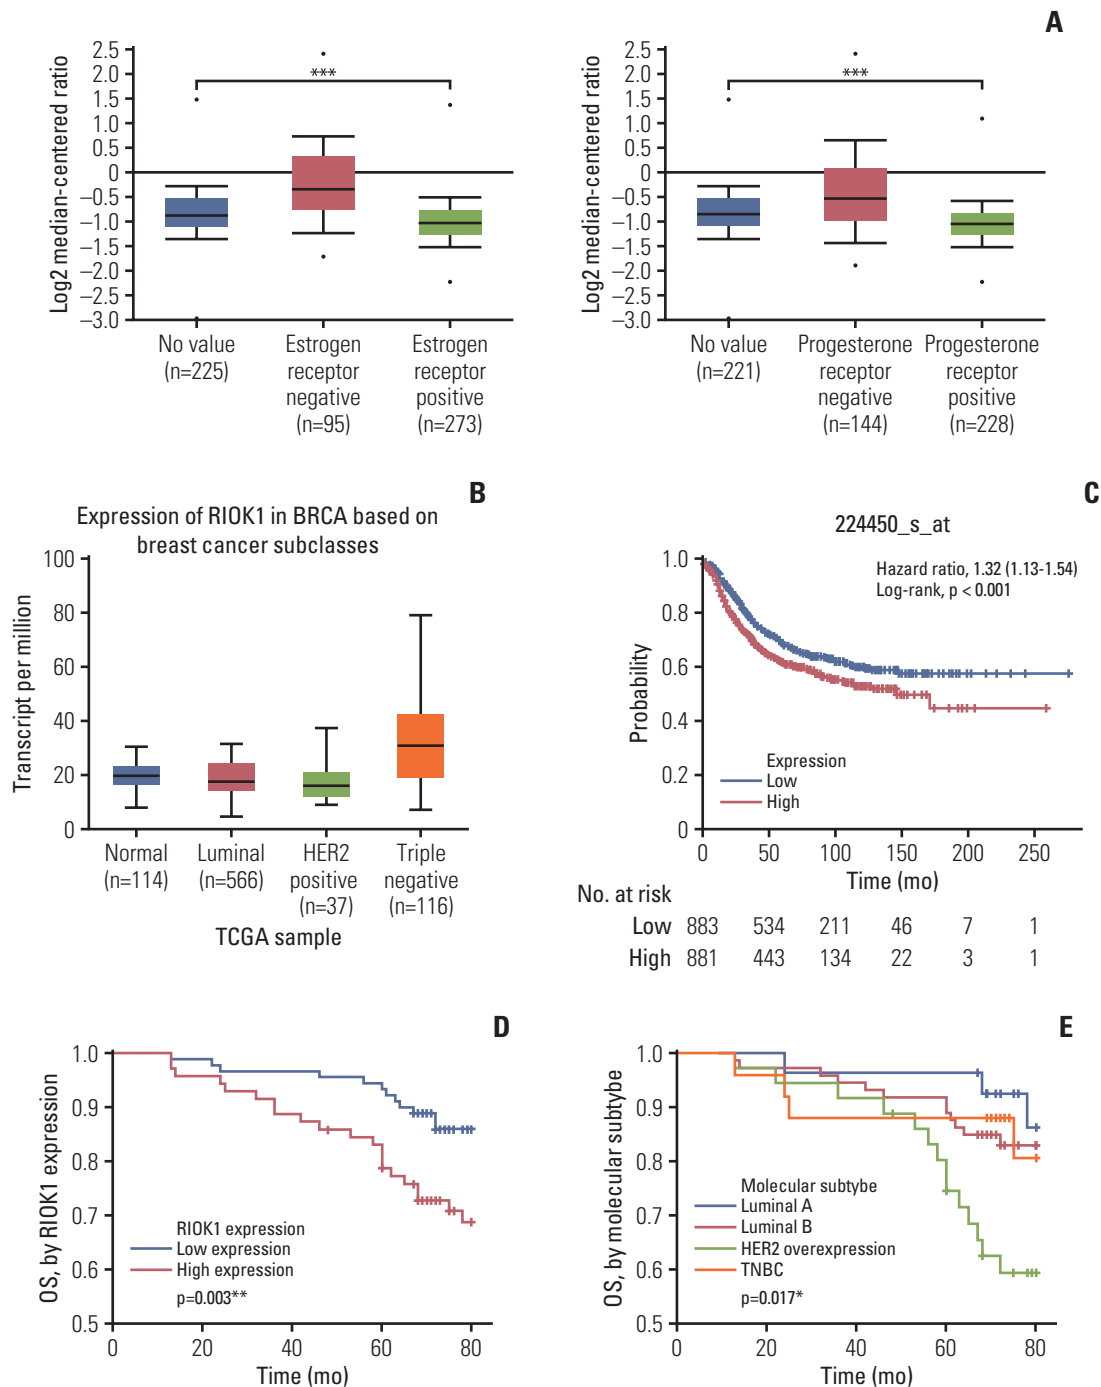 A
Log2 median-centered ratio
2.5
2.0
1.5
1.0
0.5
0
–0.5
–1.0
–1.5
–2.0
–2.5
–3.0
***
No value
(n=225)
Estrogen
receptor
negative
(n=95)
Estrogen
receptor
positive
(n=273)
Log2 median-centered ratio
2.5
2.0
1.5
1.0
0.5
0
–0.5
–1.0
–1.5
–2.0
–2.5
–3.0
***
No value
(n=221)
Progesterone
receptor
negative
(n=144)
Progesterone
receptor
positive
(n=228)
B
Expression of RIOK1 in BRCA based on
breast cancer subclasses
Transcript per million
100
80
60
40
20
0
Normal
(n=114)
Luminal
(n=566)
HER2
positive
(n=37)
Triple
negative
(n=116)
TCGA sample
C
224450_s_at
Hazard ratio, 1.32 (1.13-1.54)
Log-rank, p < 0.001
Probability
1.0
0.8
0.6
0.4
0.2
0
Expression
Low
High
0 50 100 150 200 250
Time (mo)
No. at risk
Low 883 534 211 46 7 1
High 881 443 134 22 3 1
D
OS, by RIOK1 expression
1.0
0.9
0.8
0.7
0.6
0.5
RIOK1 expression
Low expression
High expression
p=0.003**
0 20 40 60 80
Time (mo)
E
OS, by molecular subtybe
1.0
0.9
0.8
0.7
0.6
0.5
Molecular subtybe
Luminal A
Luminal B
HER2 overexpression
TNBC
p=0.017*
0 20 40 60 80
Time (mo)